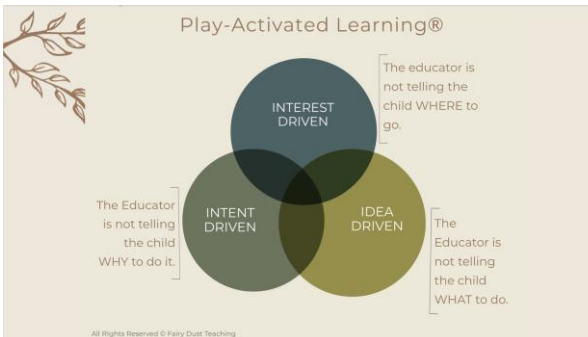 Play-Activated Learning®
INTEREST
DRIVEN
The educator is
not telling the
child WHERE to
go.
The Educator
is not telling
the child
WHY to do it.
INTENT
DRIVEN
IDEA
DRIVEN
The
Educator is
not telling
the child
WHAT to do.
All Rights Reserved © Fairy Dust Teaching